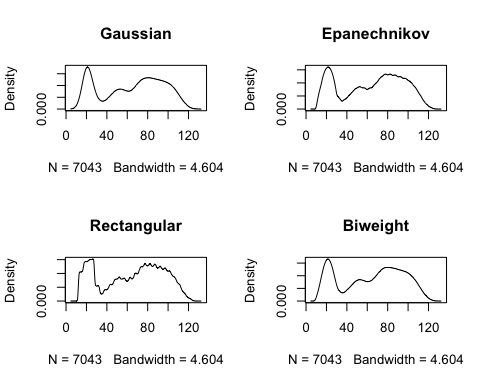 Gaussian
Density
0.000
0 40 80 120
N = 7043 Bandwidth = 4.604
Epanechnikov
Density
0.000
0 40 80 120
N = 7043 Bandwidth = 4.604
Rectangular
Density
0.000
0 40 80 120
N = 7043 Bandwidth = 4.604
Biweight
Density
0.000
0 40 80 120
N = 7043 Bandwidth = 4.604